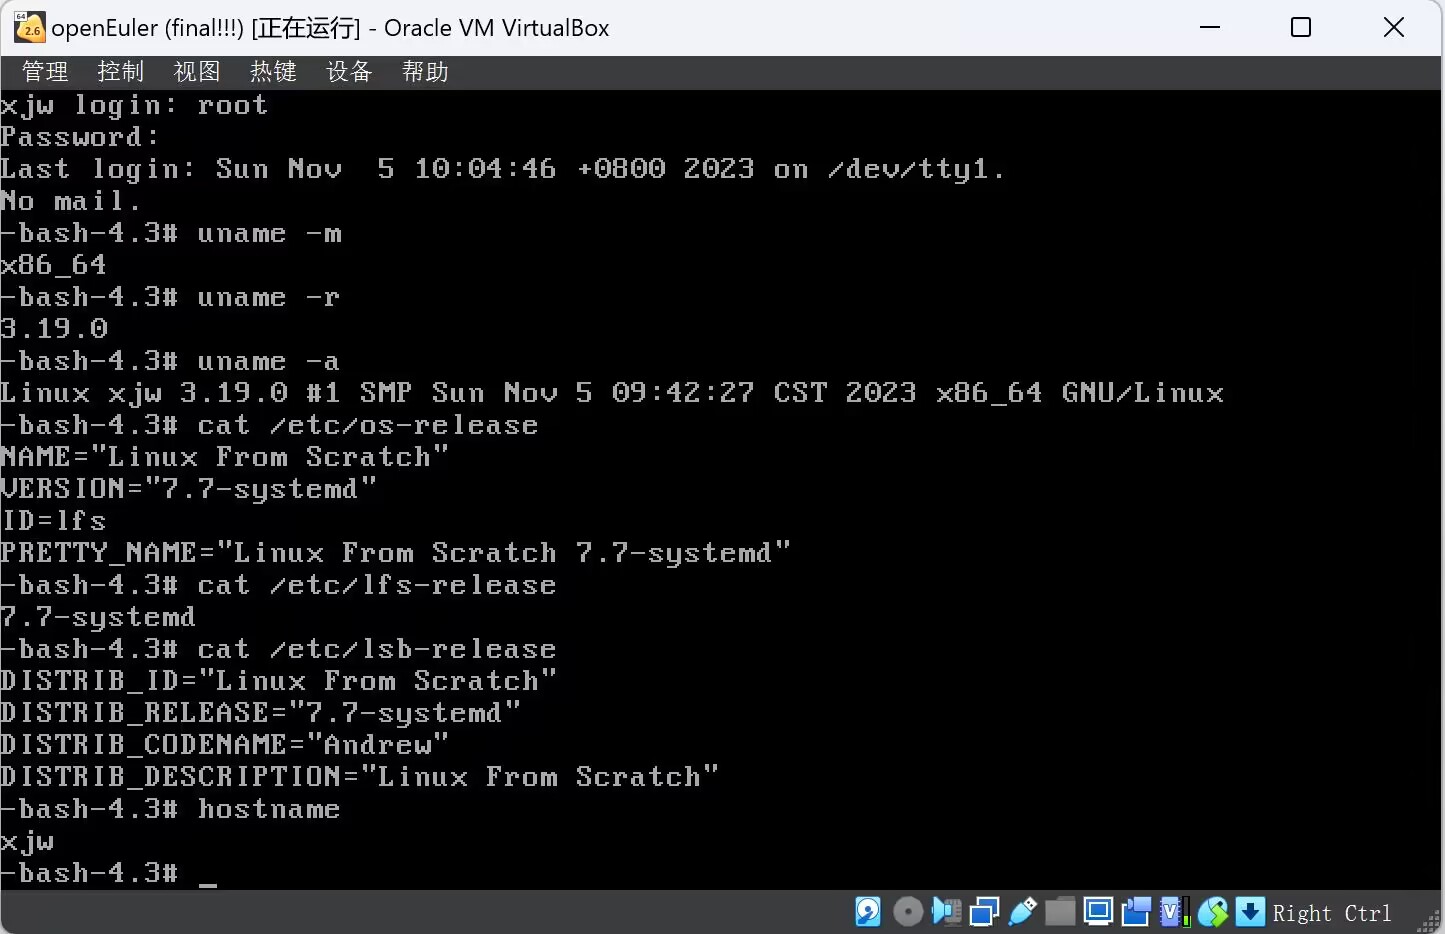 openEuler (final!!!) [正在运行] - Oracle VM VirtualBox
管理 控制 视图 热键 设备 帮助
xjw login: root
Password:
Last login: Sun Nov  5 10:04:46 +0800 2023 on /dev/tty1.
No mail.
-bash-4.3# uname -m
x86_64
-bash-4.3# uname -r
3.19.0
-bash-4.3# uname -a
Linux xjw 3.19.0 #1 SMP Sun Nov 5 09:42:27 CST 2023 x86_64 GNU/Linux
-bash-4.3# cat /etc/os-release
NAME="Linux From Scratch"
VERSION="7.7-systemd"
ID=lfs
PRETTY_NAME="Linux From Scratch 7.7-systemd"
-bash-4.3# cat /etc/lfs-release
7.7-systemd
-bash-4.3# cat /etc/lsb-release
DISTRIB_ID="Linux From Scratch"
DISTRIB_RELEASE="7.7-systemd"
DISTRIB_CODENAME="Andrew"
DISTRIB_DESCRIPTION="Linux From Scratch"
-bash-4.3# hostname
xjw
-bash-4.3# _
Right Ctrl